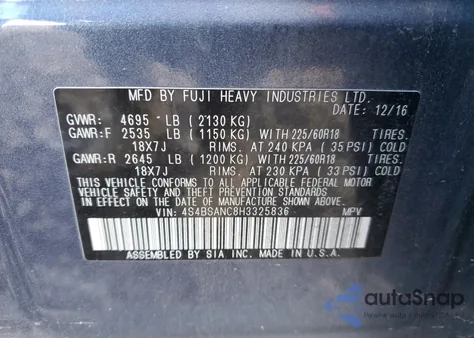 MFD BY FUJI HEAVY INDUSTRIES LTD.
DATE: 12/16
GVWR: 4695 LB (2130 KG)
GAWR:F 2535 LB (1150 KG) WITH 225/60R18 TIRES.
18X7J RIMS. AT 240 KPA (35 PSI) COLD
GAWR:R 2645 LB (1200 KG) WITH 225/60R18 TIRES.
18X7J RIMS. AT 230 KPA (33 PSI) COLD
THIS VEHICLE CONFORMS TO ALL APPLICABLE FEDERAL MOTOR
VEHICLE SAFETY AND THEFT PREVENTION STANDARDS IN
EFFECT ON THE DATE OF MANUFACTURE SHOWN ABOVE.
VIN: 4S4BSANC8H3325836 MPV
ASSEMBLED BY SIA INC. MADE IN U.S.A.
autoSnap